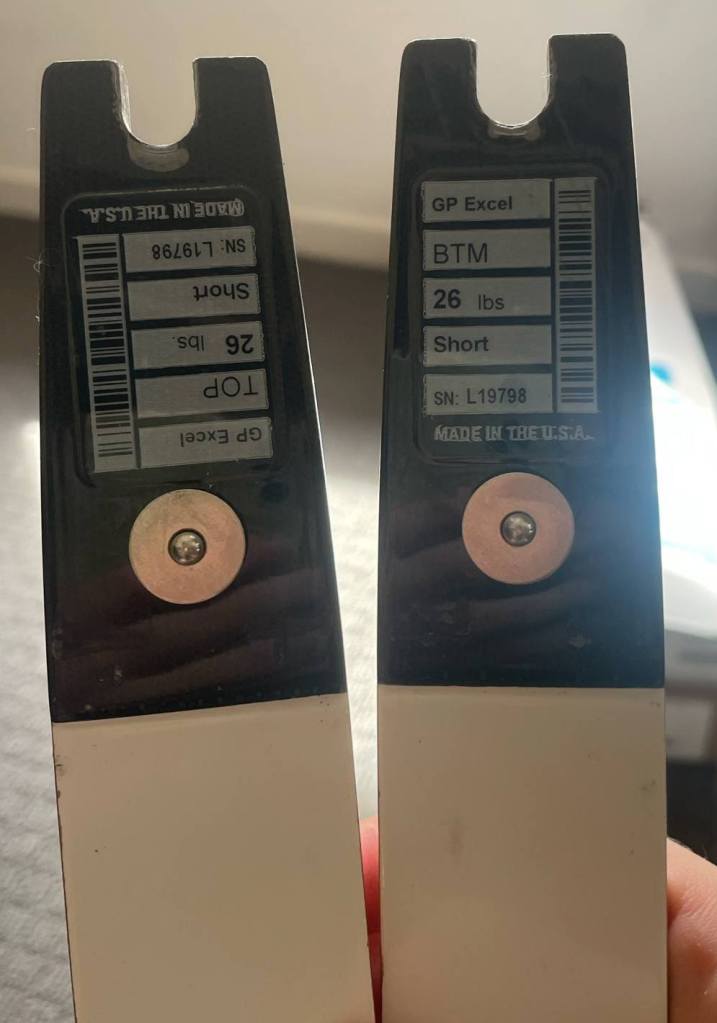 GP Excel
TOP
26 lbs.
Short
SN: L19798
MADE IN THE U.S.A.
GP Excel
BTM
26 lbs
Short
SN: L19798
MADE IN THE U.S.A.